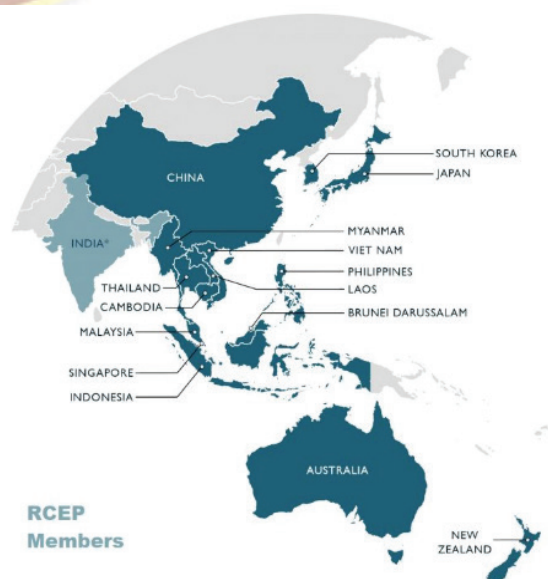 SOUTH KOREA
JAPAN
CHINA
MYANMAR
VIET NAM
INDIA*
PHILIPPINES
THAILAND
LAOS
CAMBODIA
BRUNEI DARUSSALAM
MALAYSIA
SINGAPORE
INDONESIA
AUSTRALIA
RCEP
Members
NEW
ZEALAND